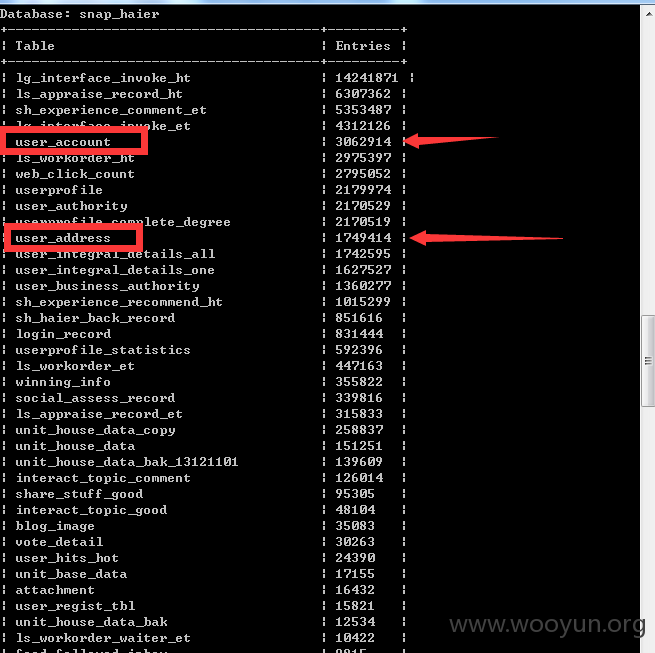 Database: snap_haier
+---------------------------------------+---------+
| Table | Entries |
+---------------------------------------+---------+
| lg_interface_invoke_ht | 14241871 |
| ls_appraise_record_ht | 6307362 |
| sh_experience_comment_et | 5353487 |
| lg_interface_invoke_et | 4312126 |
| user_account | 3062914 |
| ls_workorder_ht | 2975397 |
| web_click_count | 2795052 |
| userprofile | 2179974 |
| user_authority | 2170529 |
| userprofile_complete_degree | 2170519 |
| user_address | 1749414 |
| user_integral_details_all | 1742595 |
| user_integral_details_one | 1627527 |
| user_business_authority | 1360277 |
| sh_experience_recommend_ht | 1015299 |
| sh_haier_back_record | 851616 |
| login_record | 831444 |
| userprofile_statistics | 592396 |
| ls_workorder_et | 447163 |
| winning_info | 355822 |
| social_assess_record | 339816 |
| ls_appraise_record_et | 315833 |
| unit_house_data_copy | 258837 |
| unit_house_data | 151251 |
| unit_house_data_bak_13121101 | 139609 |
| interact_topic_comment | 126014 |
| share_stuff_good | 95305 |
| interact_topic_good | 48104 |
| blog_image | 35083 |
| vote_detail | 30263 |
| user_hits_hot | 24390 |
| unit_base_data | 17155 |
| attachment | 16432 |
| user_regist_tbl | 15821 |
| unit_house_data_bak | 12534 |
| ls_workorder_waiter_et | 10422 |
www.wooyun.org